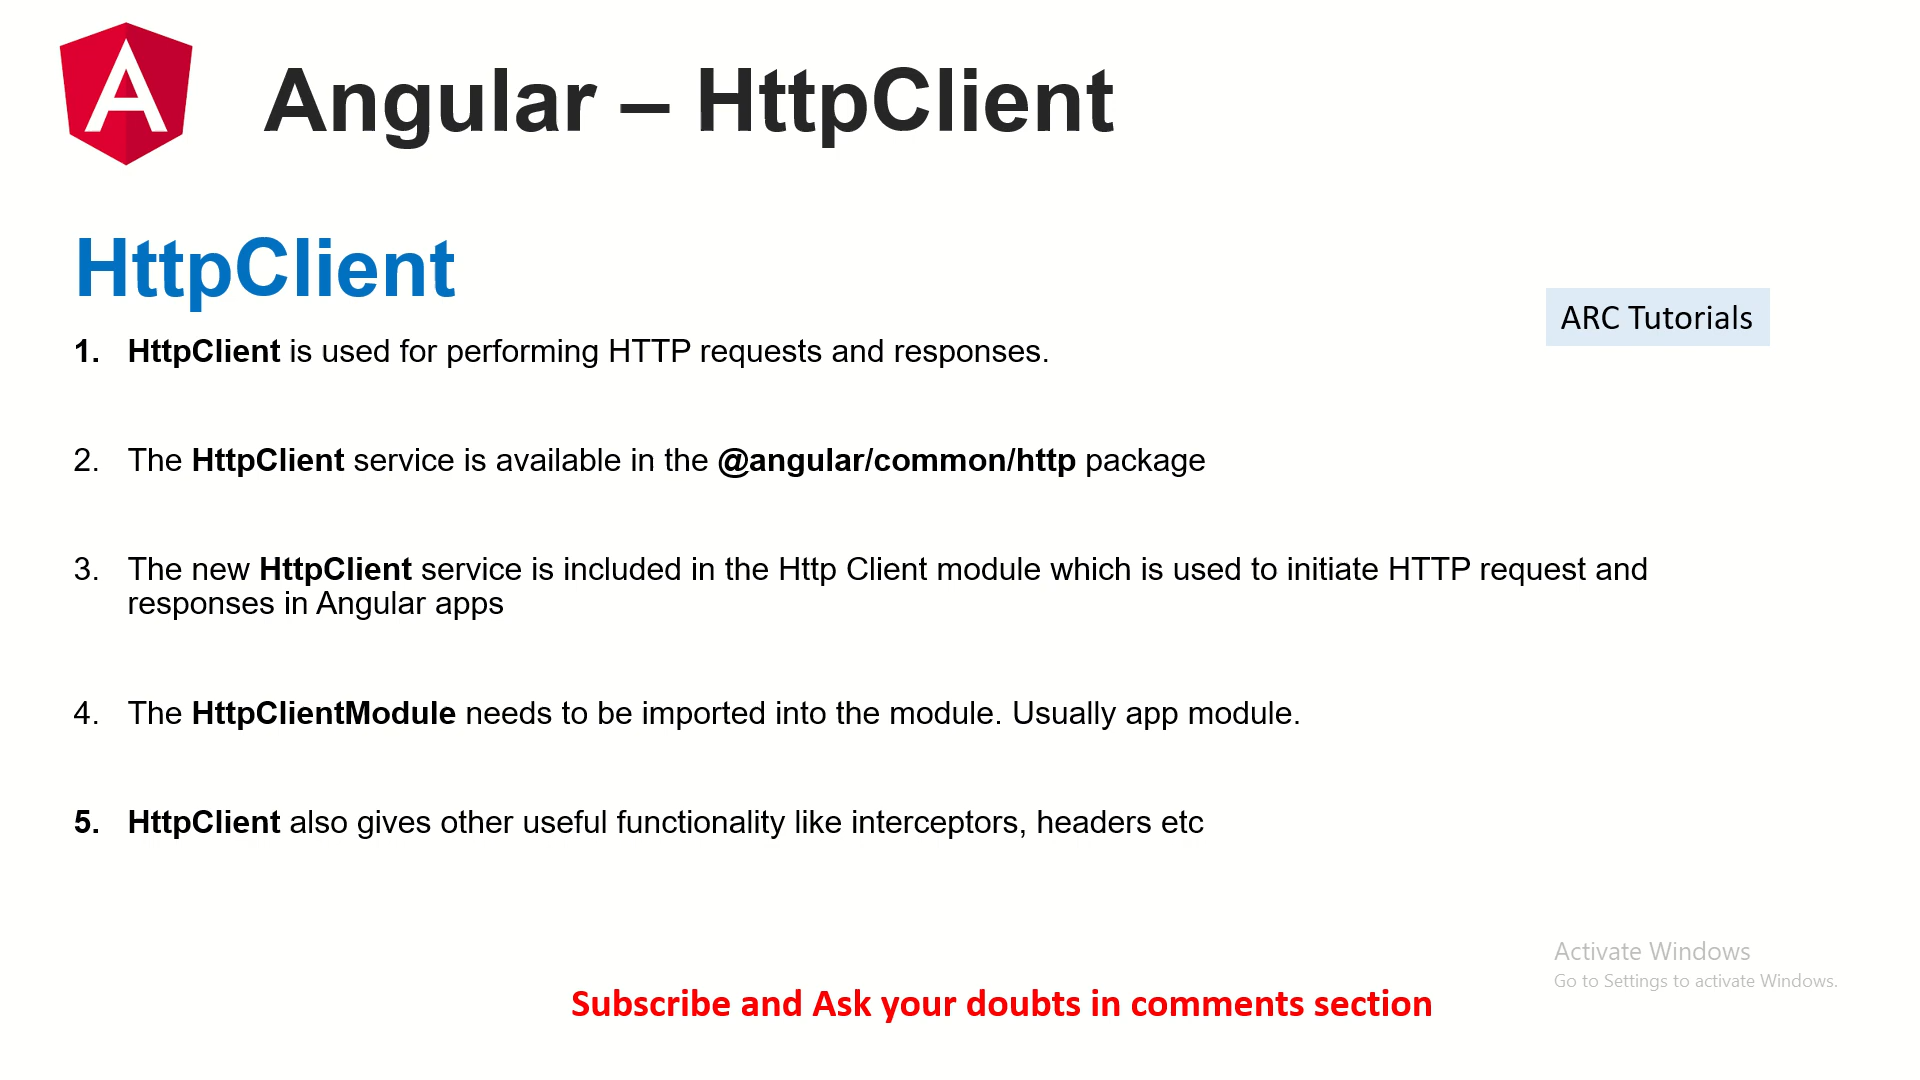 A
Angular – HttpClient
HttpClient
ARC Tutorials
1. HttpClient is used for performing HTTP requests and responses.
2. The HttpClient service is available in the @angular/common/http package
3. The new HttpClient service is included in the Http Client module which is used to initiate HTTP request and
responses in Angular apps
4. The HttpClientModule needs to be imported into the module. Usually app module.
5. HttpClient also gives other useful functionality like interceptors, headers etc
Activate Windows
Go to Settings to activate Windows.
Subscribe and Ask your doubts in comments section